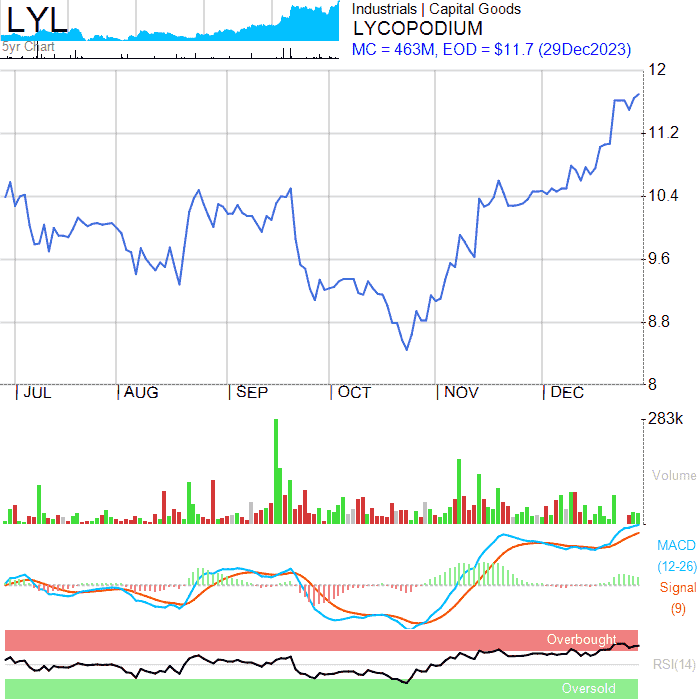 LYL
5yr Chart
Industrials | Capital Goods
LYCOPODIUM
MC = 463M, EOD = $11.7 (29Dec2023)
12
11.2
10.4
9.6
8.8
8
JUL AUG SEP OCT NOV DEC
283k
Volume
MACD
(12-26)
Signal
(9)
Overbought
RSI(14)
Oversold